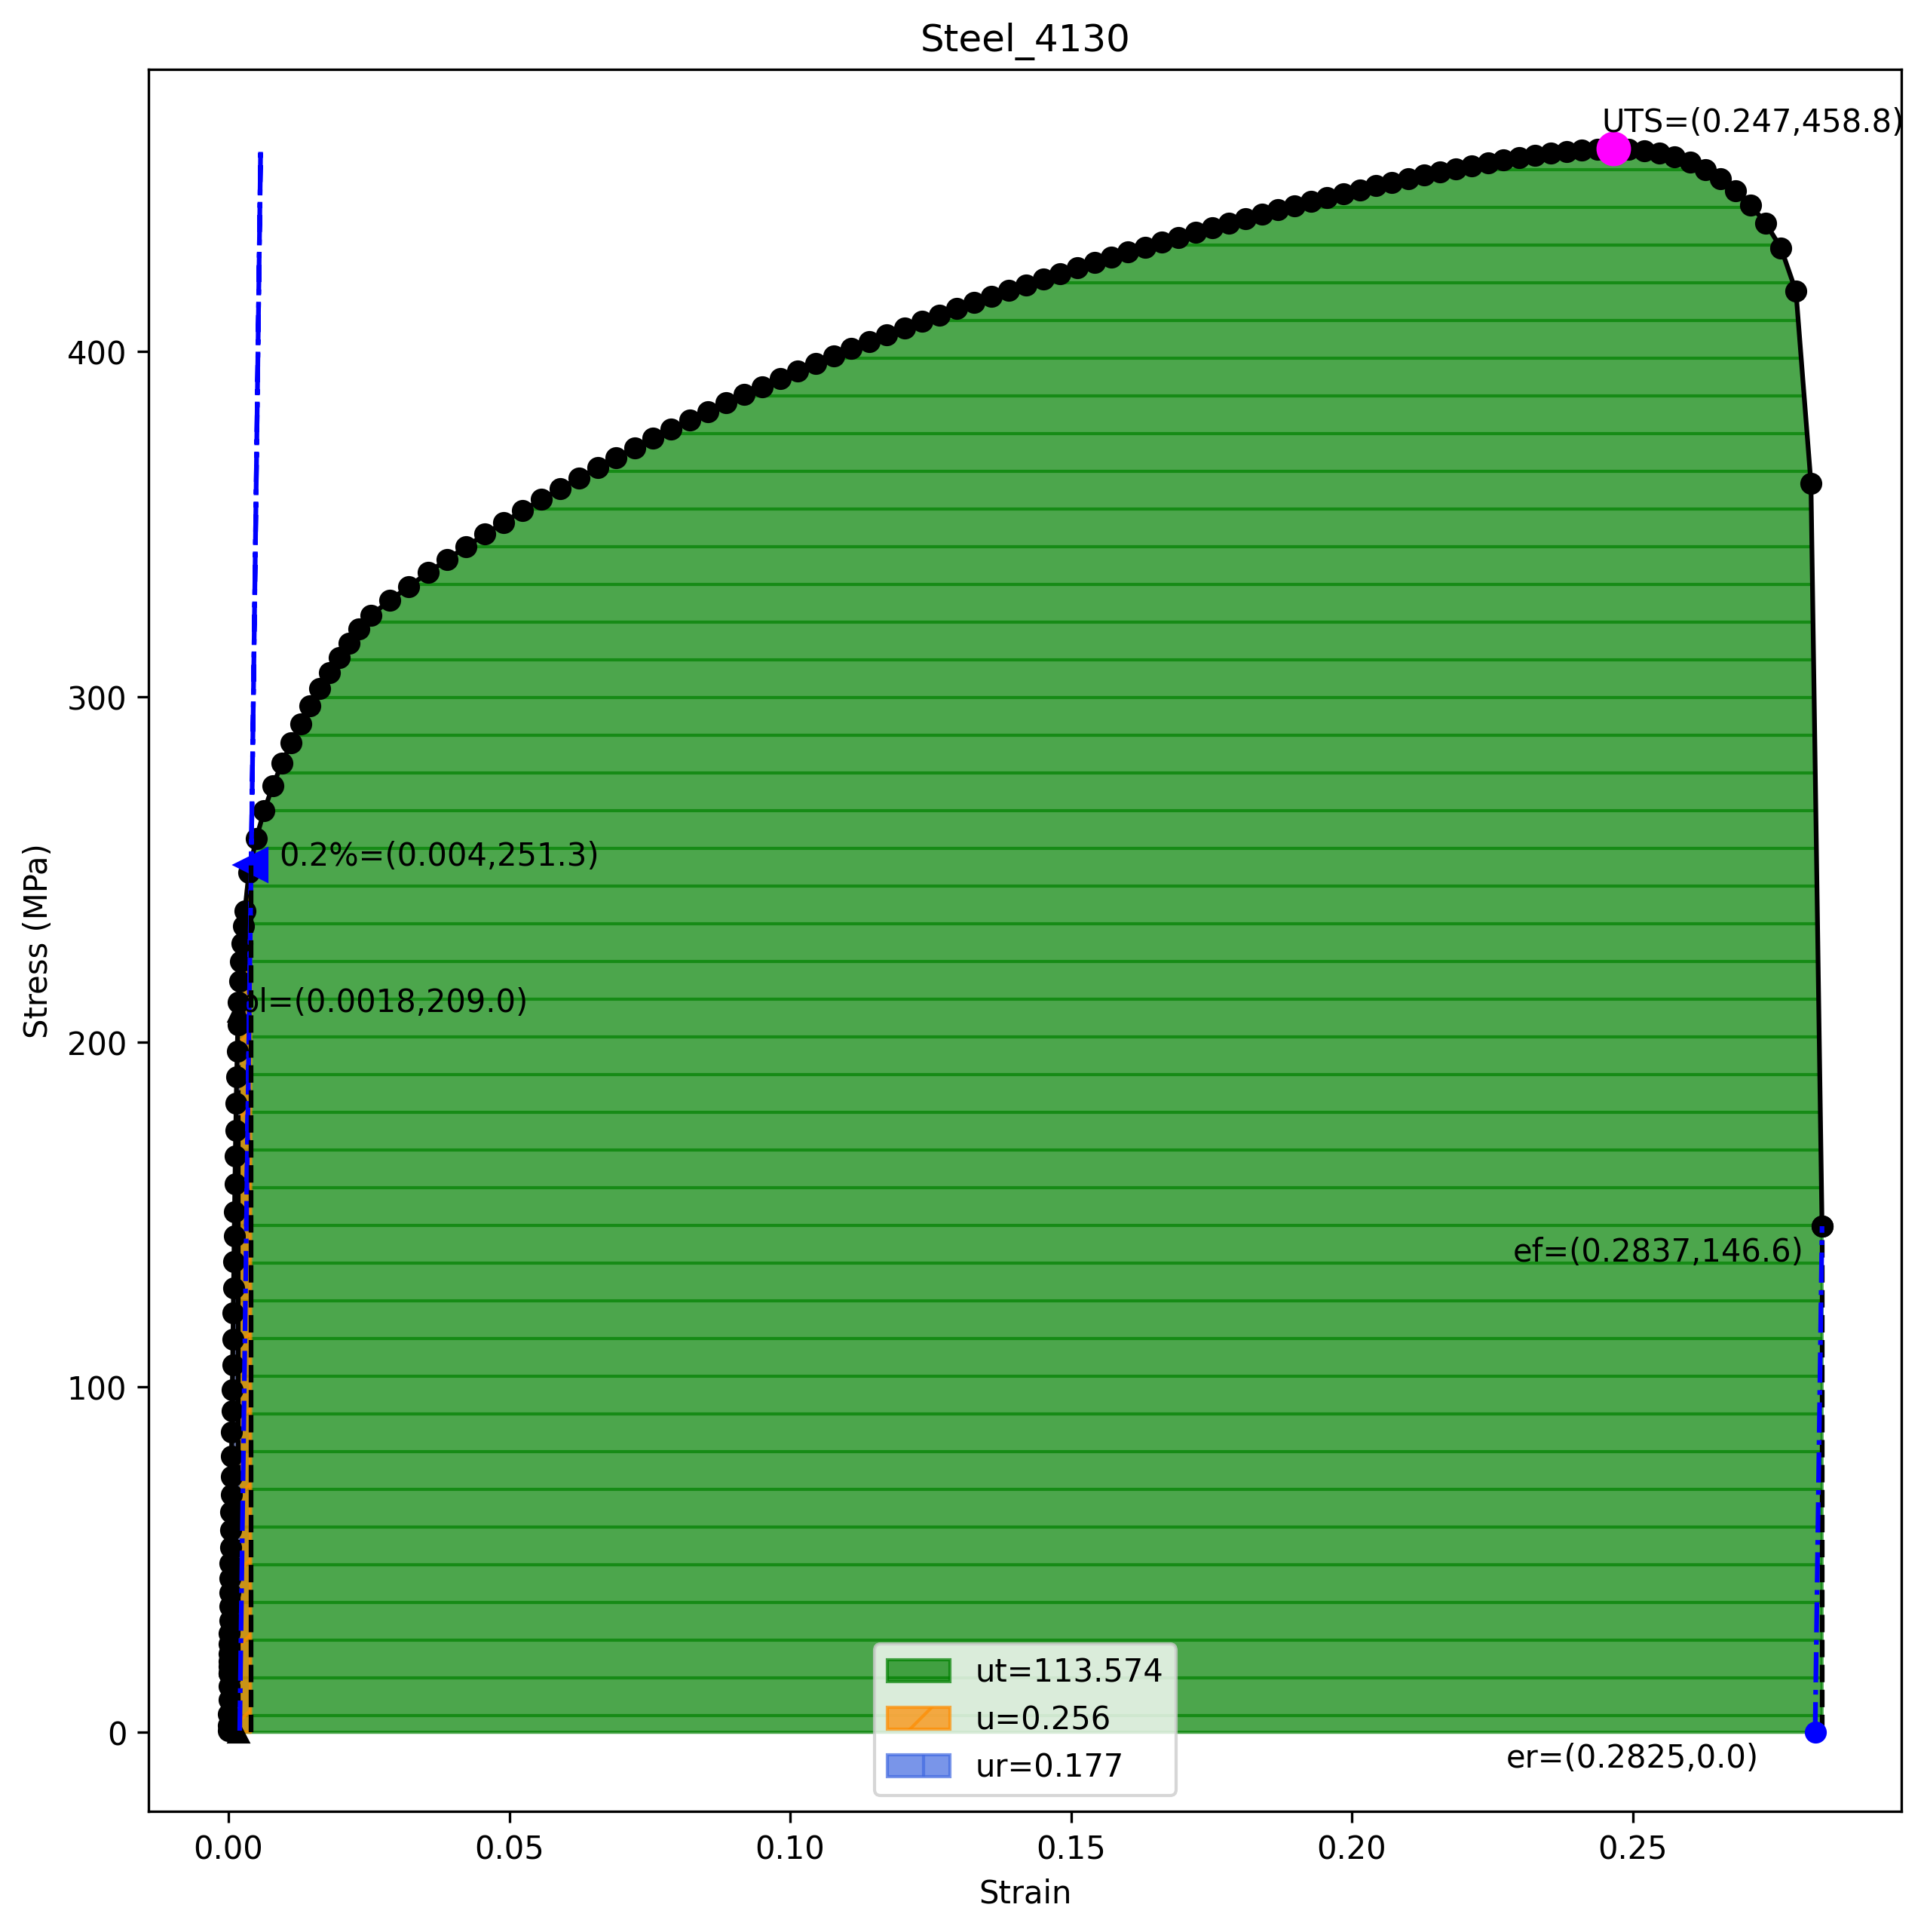 Steel_4130
UTS=(0.247,458.8)
400
300
0.2%=(0.004,251.3)
Stress (MPa)
pl=(0.0018,209.0)
200
ef=(0.2837,146.6)
100
ut=113.574
u=0.256
ur=0.177
0
er=(0.2825,0.0)
0.00 0.05 0.10 0.15 0.20 0.25
Strain